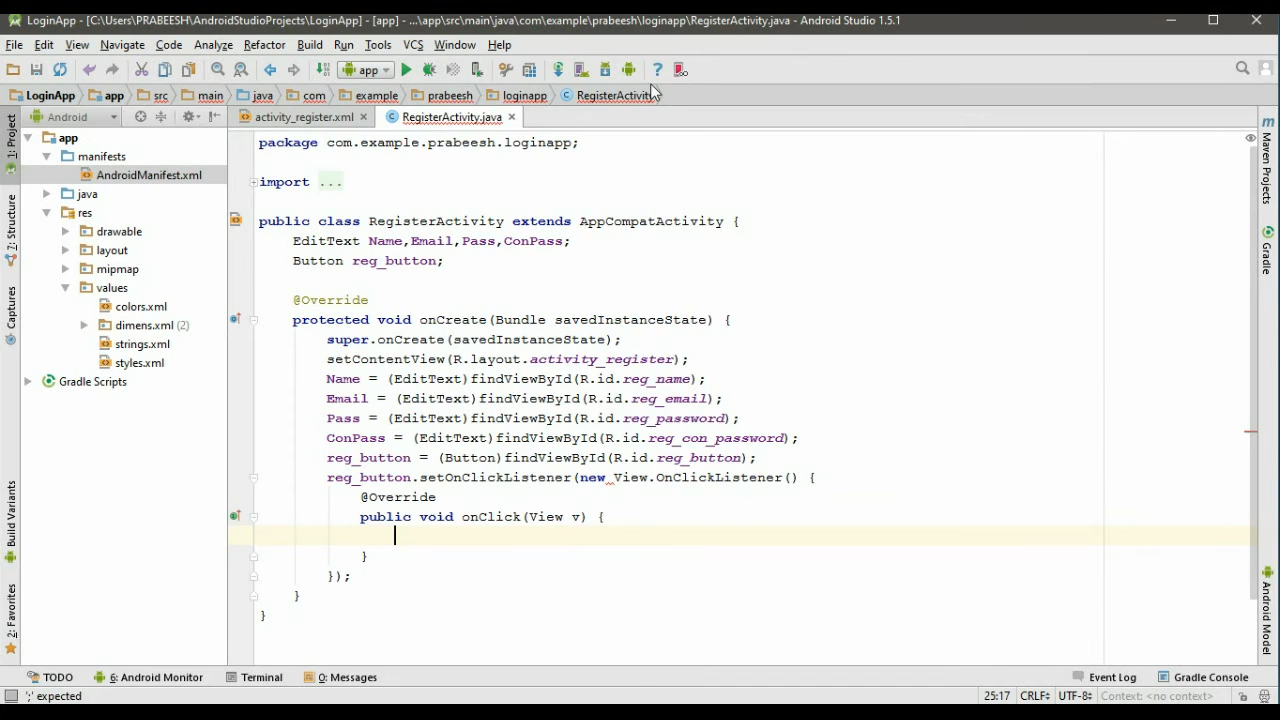 LoginApp - [C:\Users\PRABEESH\AndroidStudioProjects\LoginApp] - [app] - ...\app\src\main\java\com\example\prabeesh\loginapp\RegisterActivity.java - Android Studio 1.5.1
File Edit View Navigate Code Analyze Refactor Build Run Tools VCS Window Help
app
LoginApp app src main java com example prabeesh loginapp RegisterActivity
Android
activity_register.xml RegisterActivity.java
1: Project
7: Structure
Captures
Build Variants
2: Favorites
app
manifests
AndroidManifest.xml
java
res
drawable
layout
mipmap
values
colors.xml
dimens.xml (2)
strings.xml
styles.xml
Gradle Scripts
package com.example.prabeesh.loginapp;
import ...
public class RegisterActivity extends AppCompatActivity {
EditText Name,Email,Pass,ConPass;
Button reg_button;
@Override
protected void onCreate(Bundle savedInstanceState) {
super.onCreate(savedInstanceState);
setContentView(R.layout.activity_register);
Name = (EditText)findViewById(R.id.reg_name);
Email = (EditText)findViewById(R.id.reg_email);
Pass = (EditText)findViewById(R.id.reg_password);
ConPass = (EditText)findViewById(R.id.reg_con_password);
reg_button = (Button)findViewById(R.id.reg_button);
reg_button.setOnClickListener(new View.OnClickListener() {
@Override
public void onClick(View v) {
}
});
}
}
Maven Projects
Gradle
Android Model
TODO 6: Android Monitor Terminal 0: Messages Event Log Gradle Console
';' expected 25:17 CRLF UTF-8 Context: <no context>